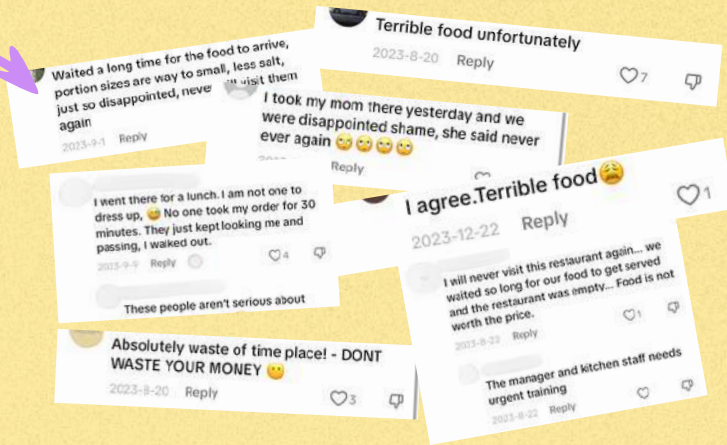 Terrible food unfortunately
2023-8-20 Reply
7
Waited a long time for the food to arrive,
portion sizes are way to small, less salt,
just so disappointed, never will visit them
again
2023-9-1 Reply
I took my mom there yesterday and we
were disappointed shame, she said never
ever again 🙄🙄🙄🙄
Reply
I went there for a lunch. I am not one to
dress up, 😅 No one took my order for 30
minutes. They just kept looking me and
passing, I walked out.
2023-9-9 Reply
4
These people aren't serious about
I agree.Terrible food😩
1
2023-12-22 Reply
I will never visit this restaurant again... we
waited so long for our food to get served
and the restaurant was empty... Food is not
worth the price.
2023-8-22 Reply
1
The manager and kitchen staff needs
urgent training
2023-8-22 Reply
Absolutely waste of time place! - DONT
WASTE YOUR MONEY 😶
2023-8-20 Reply
3